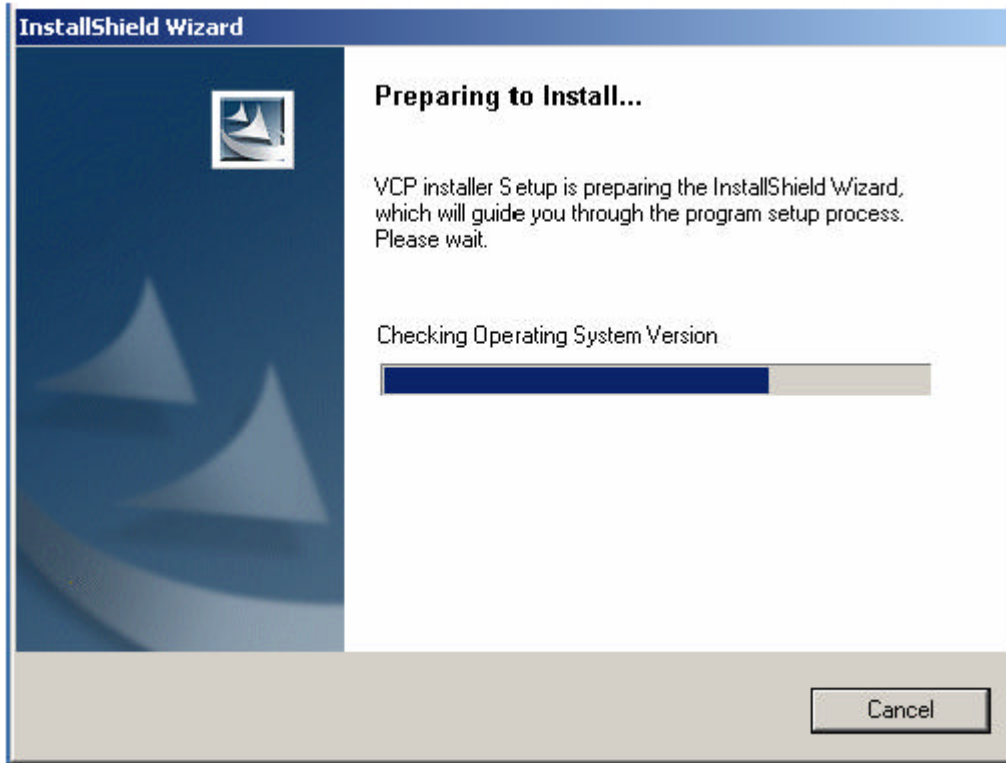 InstallShield Wizard
Preparing to Install...
VCP installer Setup is preparing the InstallShield Wizard,
which will guide you through the program setup process.
Please wait.
Checking Operating System Version
Cancel